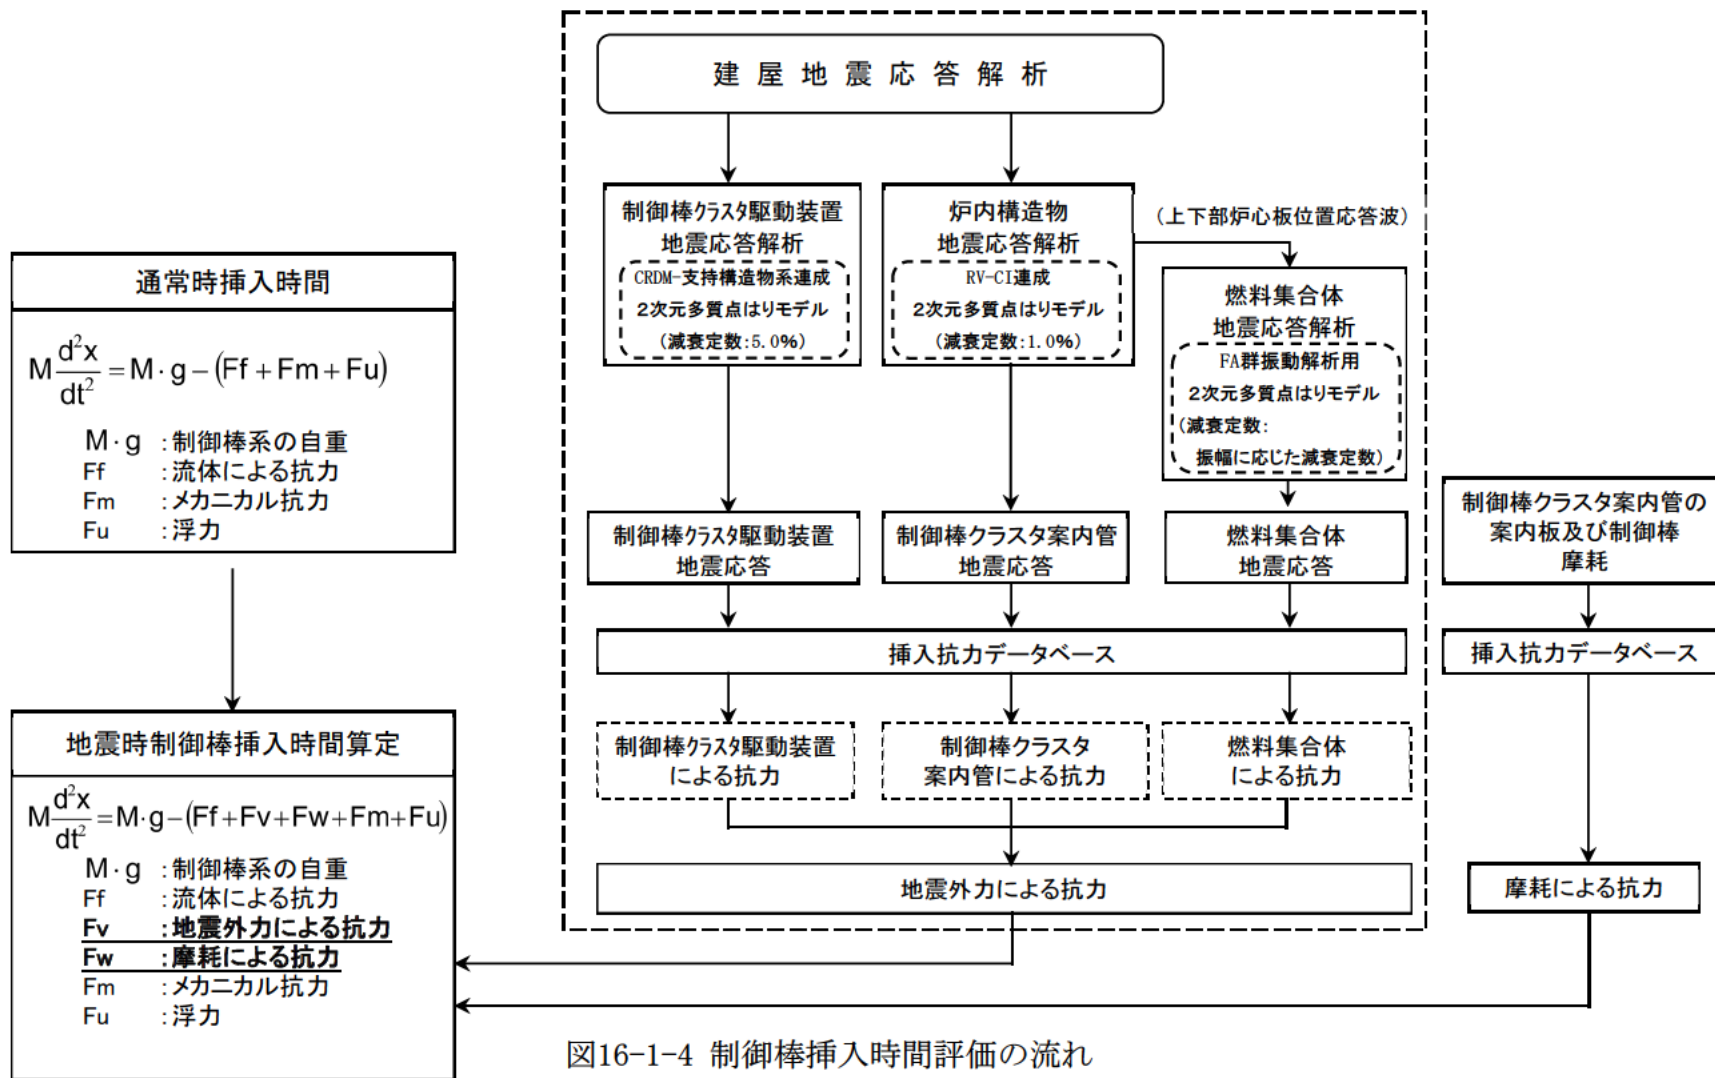 建屋地震応答解析
制御棒クラスタ駆動装置
地震応答解析
CRDM-支持構造物系連成
2次元多質点はりモデル
(減衰定数:5.0%)
炉内構造物
地震応答解析
RV-CI連成
2次元多質点はりモデル
(減衰定数:1.0%)
(上下部炉心板位置応答波)
燃料集合体
地震応答解析
FA群振動解析用
2次元多質点はりモデル
(減衰定数:
振幅に応じた減衰定数)
制御棒クラスタ駆動装置
地震応答
制御棒クラスタ案内管
地震応答
燃料集合体
地震応答
制御棒クラスタ案内管の
案内板及び制御棒
摩耗
挿入抗力データベース
挿入抗力データベース
制御棒クラスタ駆動装置
による抗力
制御棒クラスタ
案内管による抗力
燃料集合体
による抗力
地震外力による抗力
摩耗による抗力
通常時挿入時間
M d²x/dt² = M・g−(Ff+Fm+Fu)
M・g :制御棒系の自重
Ff :流体による抗力
Fm :メカニカル抗力
Fu :浮力
地震時制御棒挿入時間算定
M d²x/dt² = M・g−(Ff+Fv+Fw+Fm+Fu)
M・g :制御棒系の自重
Ff :流体による抗力
Fv :地震外力による抗力
Fw :摩耗による抗力
Fm :メカニカル抗力
Fu :浮力
図16-1-4 制御棒挿入時間評価の流れ